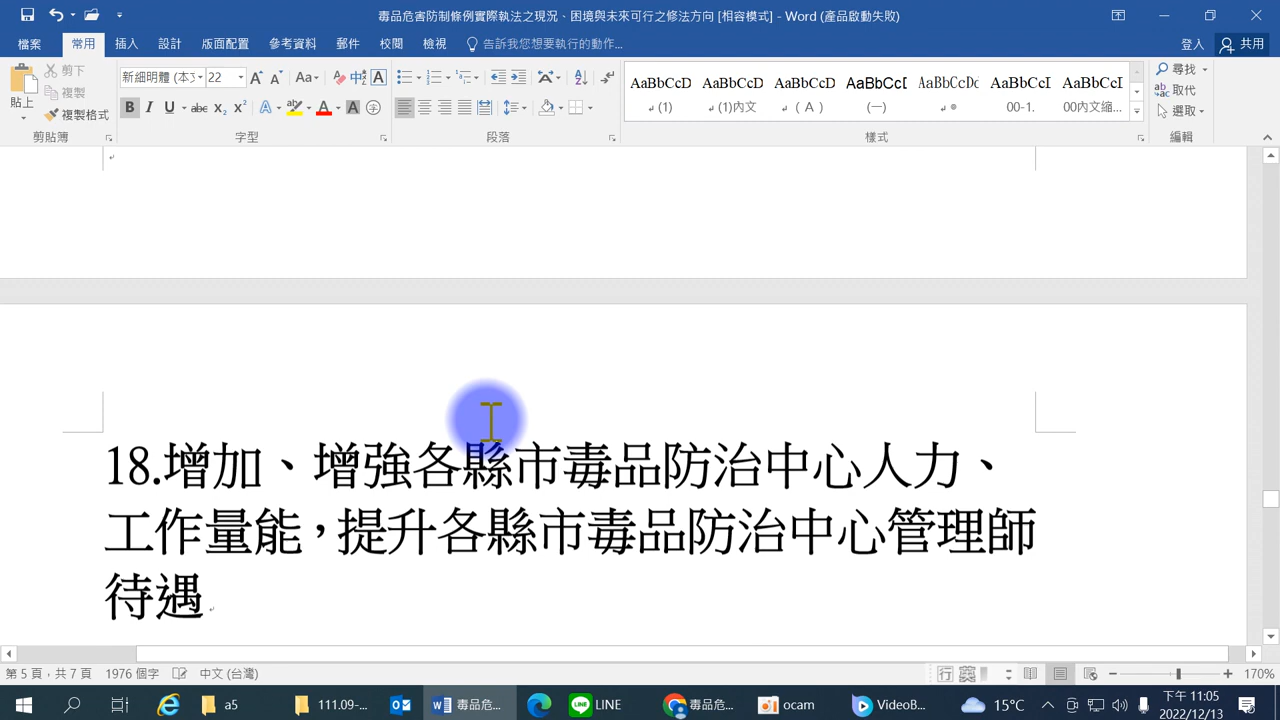 毒品危害防制條例實際執法之現況、困境與未來可行之修法方向 [相容模式] - Word (產品啟動失敗)
檔案 常用 插入 設計 版面配置 參考資料 郵件 校閱 檢視 告訴我您想要執行的動作... 登入 共用
貼上 剪下 複製 複製格式
新細明體 (本文 22 Aa
B I U abc X₂ X² A A A 字
AaBbCcD AaBbCcD AaBbCcD AaBbCcI AaBbCcDc AaBbCcD AaBbCcI
(1) (1)內文 ( A ) (三) ⊙ 00-1. 00內文縮...
尋找 取代 選取
剪貼簿 字型 段落 樣式 編輯
18.增加、增強各縣市毒品防治中心人力、
工作量能，提升各縣市毒品防治中心管理師
待遇
第 5 頁，共 7 頁 1976 個字 中文 (台灣) 170%
a5 111.09-... 毒品危... LINE 毒品危... ocam VideoB... 15°C 下午 11:05
2022/12/13